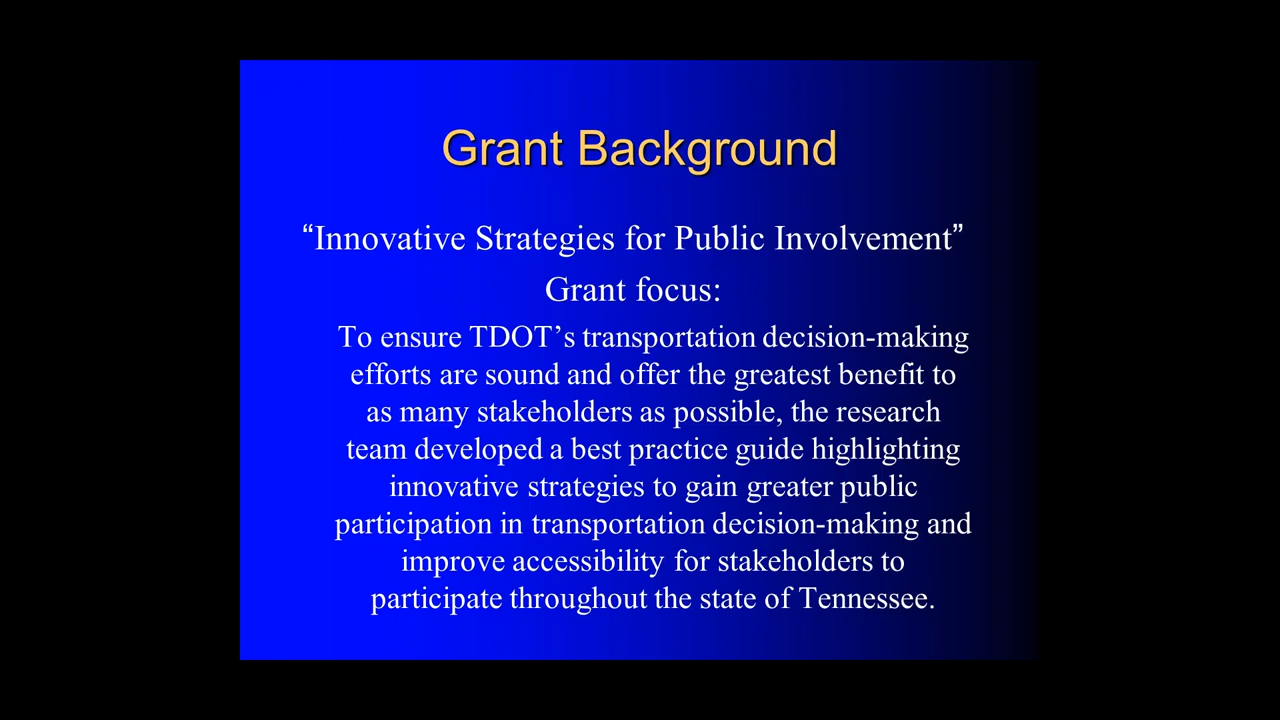 Grant Background
“Innovative Strategies for Public Involvement”
Grant focus:
To ensure TDOT’s transportation decision-making
efforts are sound and offer the greatest benefit to
as many stakeholders as possible, the research
team developed a best practice guide highlighting
innovative strategies to gain greater public
participation in transportation decision-making and
improve accessibility for stakeholders to
participate throughout the state of Tennessee.